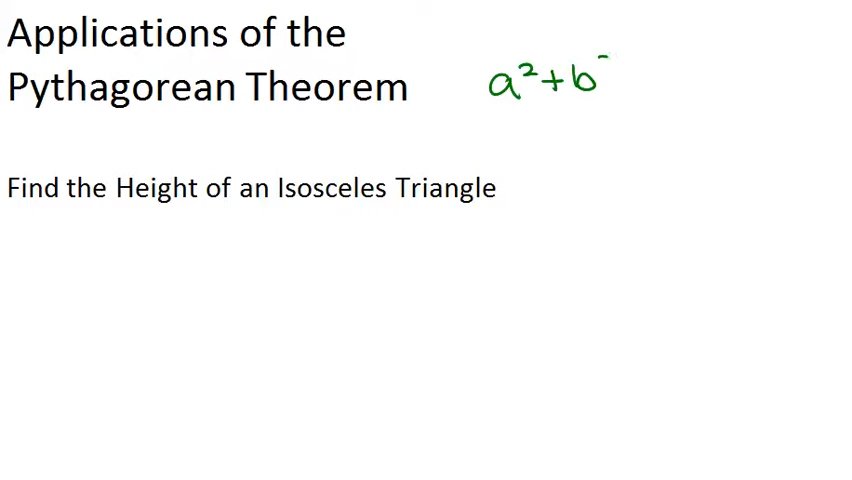 Applications of the
Pythagorean Theorem
a² + b
Find the Height of an Isosceles Triangle